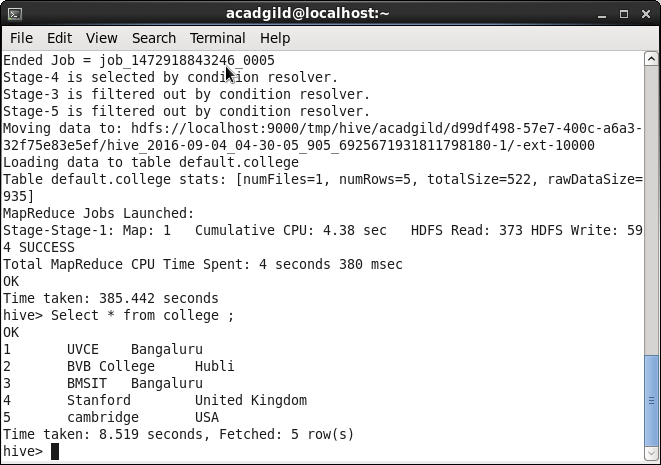 acadgild@localhost:~
File Edit View Search Terminal Help
Ended Job = job_1472918843246_0005
Stage-4 is selected by condition resolver.
Stage-3 is filtered out by condition resolver.
Stage-5 is filtered out by condition resolver.
Moving data to: hdfs://localhost:9000/tmp/hive/acadgild/d99df498-57e7-400c-a6a3-
32f75e83e5ef/hive_2016-09-04_04-30-05_905_6925671931811798180-1/-ext-10000
Loading data to table default.college
Table default.college stats: [numFiles=1, numRows=5, totalSize=522, rawDataSize=
935]
MapReduce Jobs Launched:
Stage-Stage-1: Map: 1   Cumulative CPU: 4.38 sec   HDFS Read: 373 HDFS Write: 59
4 SUCCESS
Total MapReduce CPU Time Spent: 4 seconds 380 msec
OK
Time taken: 385.442 seconds
hive> Select * from college ;
OK
1       UVCE    Bangaluru
2       BVB College     Hubli
3       BMSIT   Bangaluru
4       Stanford        United Kingdom
5       cambridge       USA
Time taken: 8.519 seconds, Fetched: 5 row(s)
hive>